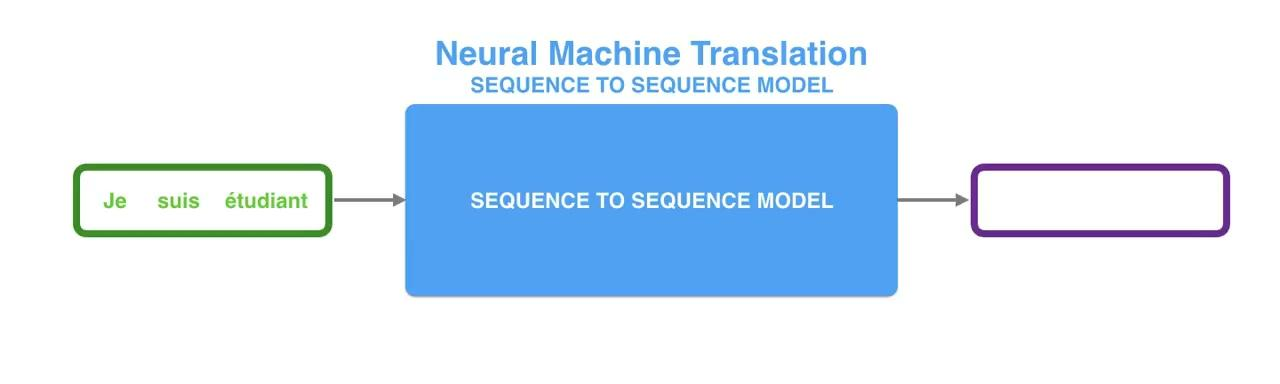 Neural Machine Translation
SEQUENCE TO SEQUENCE MODEL
Je suis étudiant
SEQUENCE TO SEQUENCE MODEL